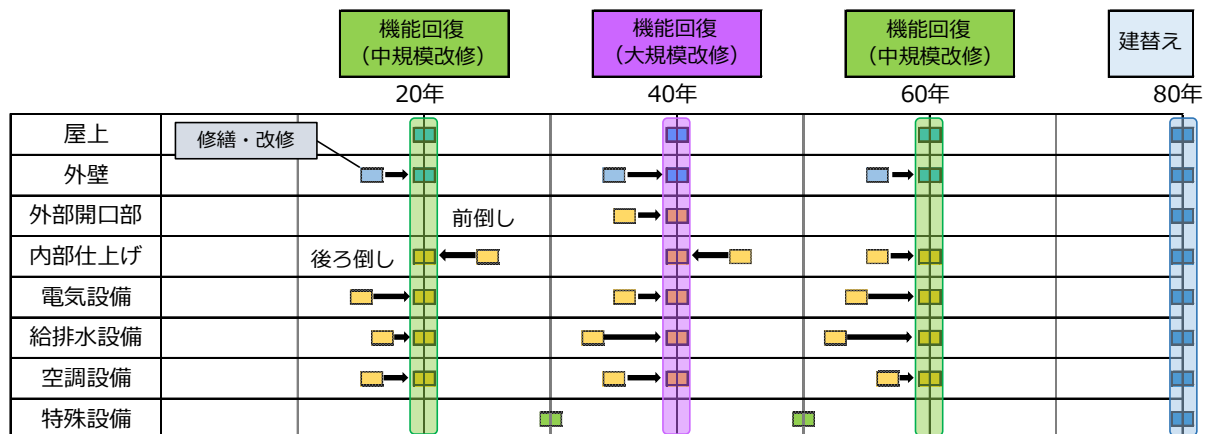 機能回復
（中規模改修）
機能回復
（大規模改修）
機能回復
（中規模改修）
建替え
20年
40年
60年
80年
屋上
修繕・改修
外壁
外部開口部
前倒し
内部仕上げ
後ろ倒し
電気設備
給排水設備
空調設備
特殊設備